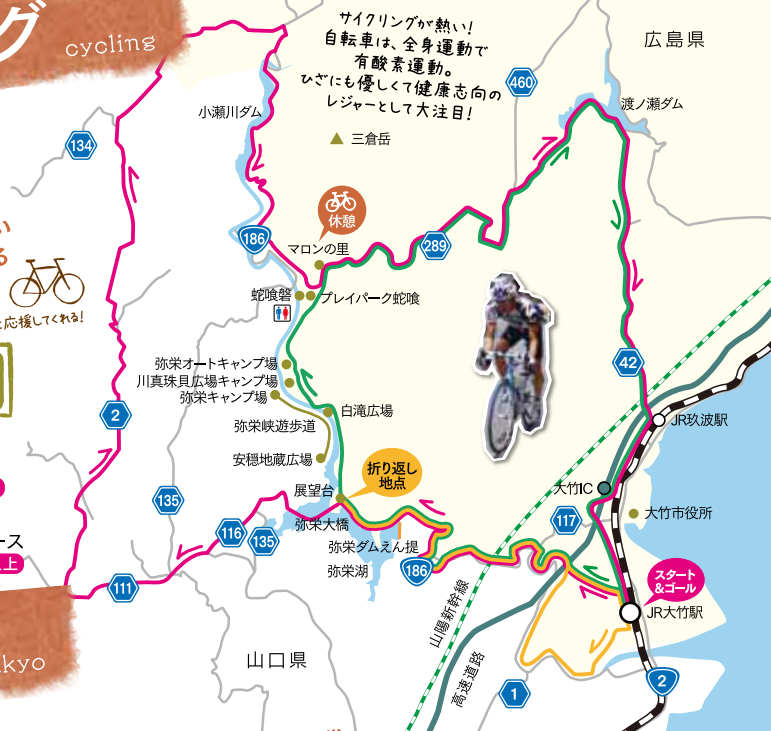 グ
cycling
サイクリングが熱い!
自転車は、全身運動で
有酸素運動。
ひざにも優しくて健康志向の
レジャーとして大注目!
広島県
460
渡ノ瀬ダム
小瀬川ダム
134
三倉岳
い
る
休憩
186
マロンの里
289
蛇喰磐
プレイパーク蛇喰
応援してくれる!
弥栄オートキャンプ場
川真珠貝広場キャンプ場
弥栄キャンプ場
42
2
白滝広場
弥栄峡遊歩道
JR玖波駅
安穏地蔵広場
折り返し
地点
展望台
大竹IC
135
117
大竹市役所
弥栄大橋
116
135
弥栄ダムえん提
ース
上
弥栄湖
186
111
スタート
&ゴール
山陽新幹線
JR大竹駅
山口県
kyo
高速道路
1
2